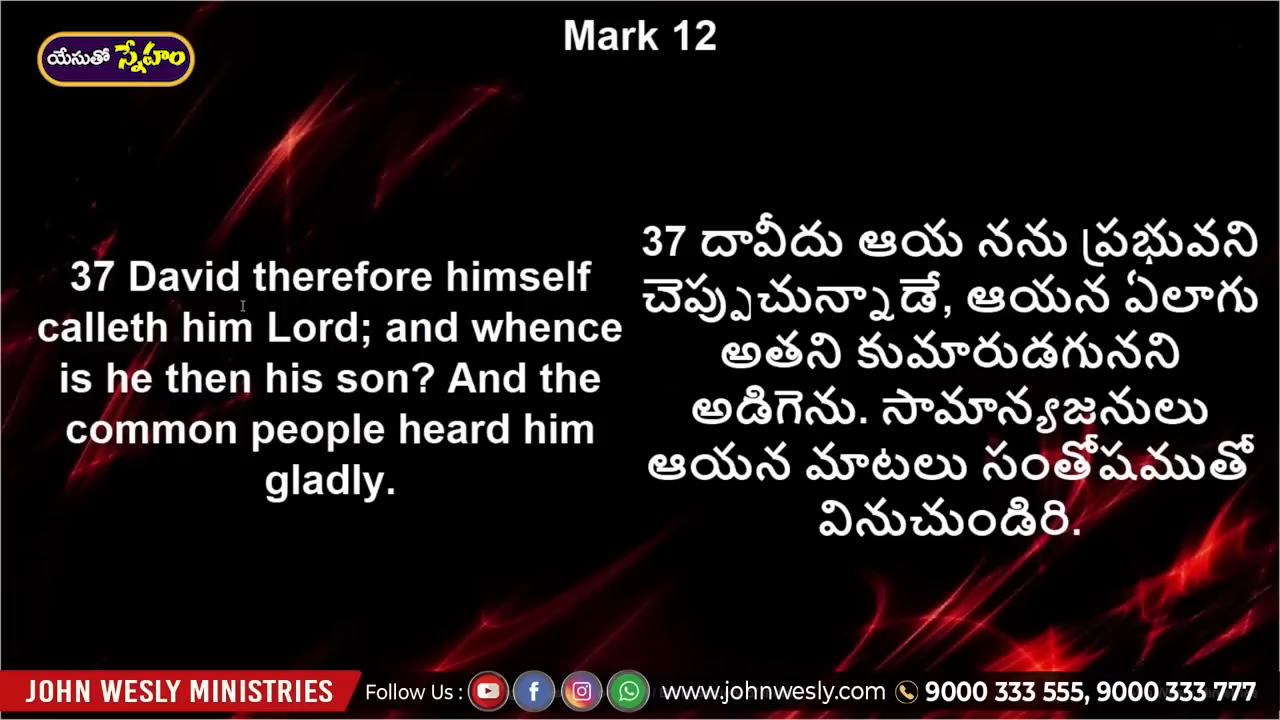 Mark 12
యేసుతో స్నేహం
37 David therefore himself
calleth him Lord; and whence
is he then his son? And the
common people heard him
gladly.
37 దావీదు ఆయ నను ప్రభువని
చెప్పుచున్నాడే, ఆయన ఏలాగు
అతని కుమారుడగునని
అడిగెను. సామాన్యజనులు
ఆయన మాటలు సంతోషముతో
వినుచుండిరి.
JOHN WESLY MINISTRIES Follow Us : www.johnwesly.com 9000 333 555, 9000 333 777